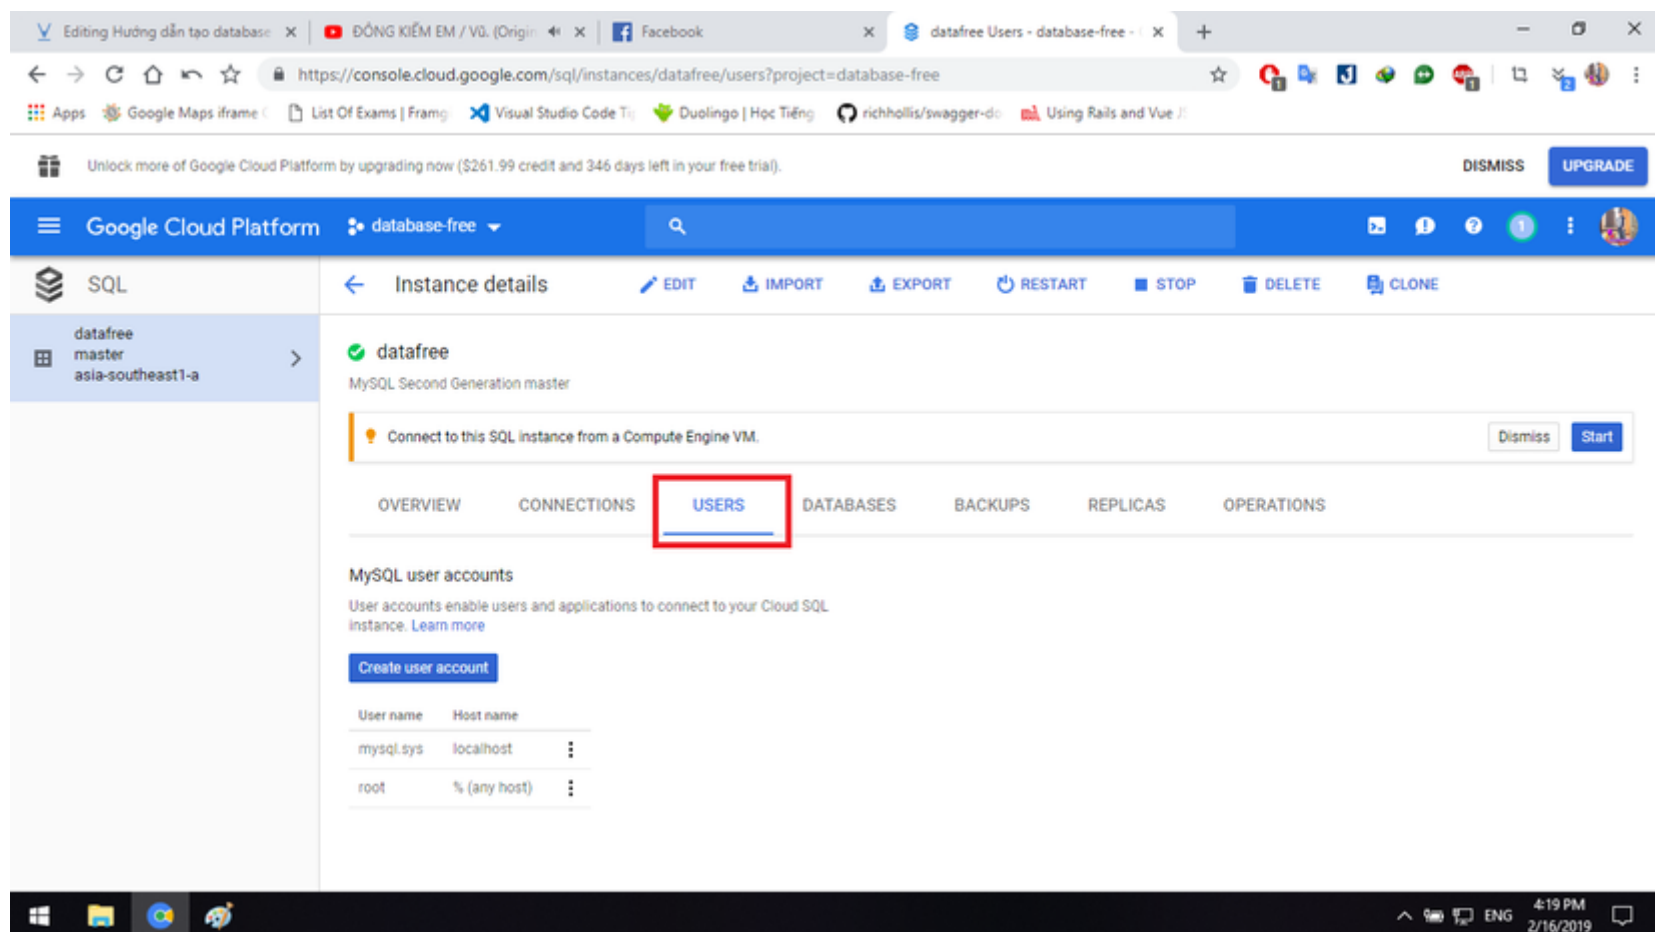 Editing Hướng dẫn tạo database
ĐÔNG KIẾM EM / Vũ. (Origin
Facebook
datafree Users - database-free -
https://console.cloud.google.com/sql/instances/datafree/users?project=database-free
Apps Google Maps iframe List Of Exams | Fram Visual Studio Code Ti Duolingo | Học Tiếng richhollis/swagger-do Using Rails and Vue J
Unlock more of Google Cloud Platform by upgrading now ($261.99 credit and 346 days left in your free trial).
DISMISS UPGRADE
Google Cloud Platform database-free 1
SQL
Instance details EDIT IMPORT EXPORT RESTART STOP DELETE CLONE
datafree
master
asia-southeast1-a
datafree
MySQL Second Generation master
Connect to this SQL instance from a Compute Engine VM. Dismiss Start
OVERVIEW CONNECTIONS USERS DATABASES BACKUPS REPLICAS OPERATIONS
MySQL user accounts
User accounts enable users and applications to connect to your Cloud SQL
instance. Learn more
Create user account
User name Host name
mysql.sys localhost
root % (any host)
ENG 4:19 PM
2/16/2019